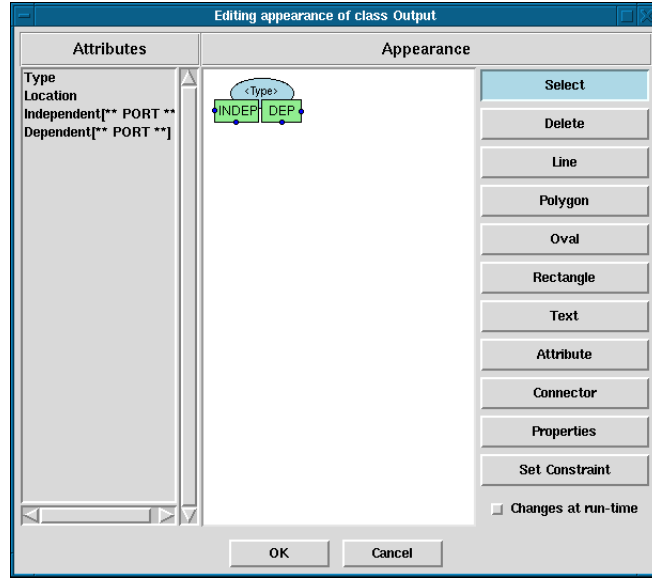 Editing appearance of class Output
Attributes
Appearance
Type
Location
Independent[** PORT **
Dependent[** PORT **]
<Type>
INDEP DEP
Select
Delete
Line
Polygon
Oval
Rectangle
Text
Attribute
Connector
Properties
Set Constraint
Changes at run-time
OK Cancel